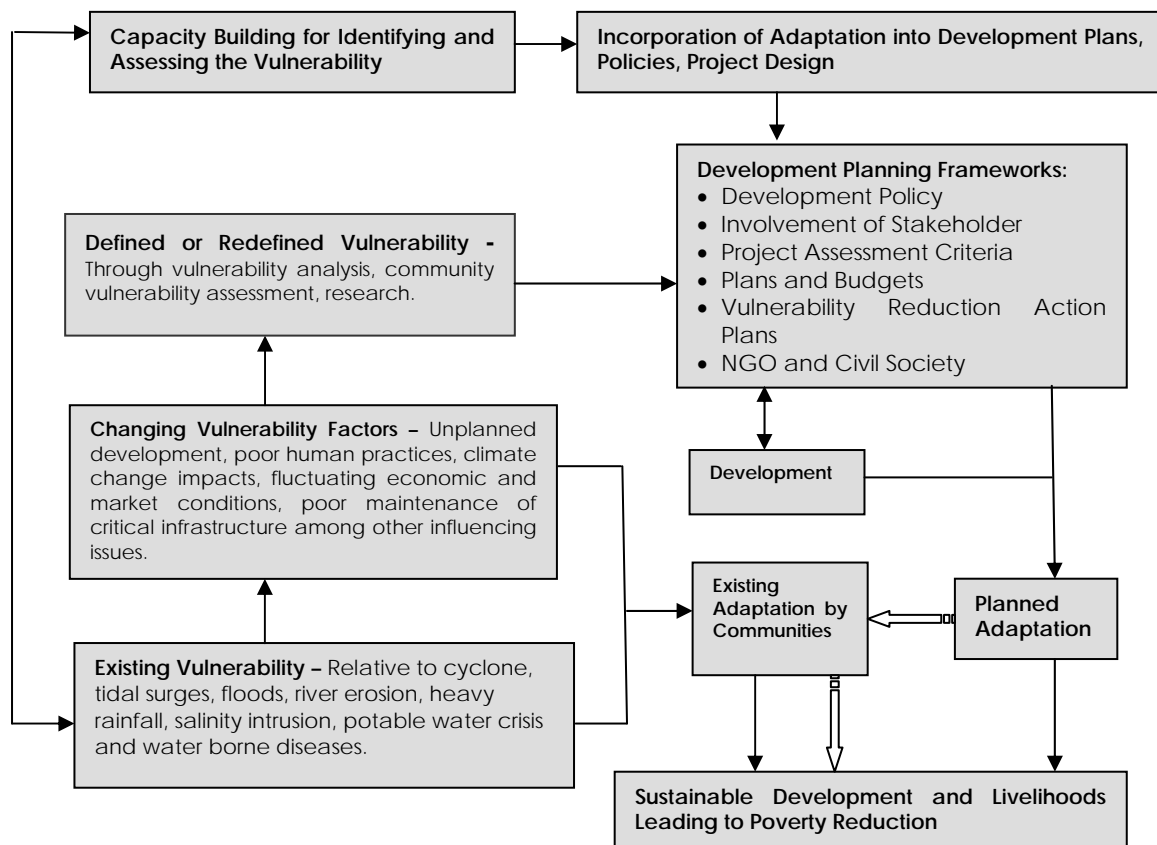 Capacity Building for Identifying and
Assessing the Vulnerability
Incorporation of Adaptation into Development Plans,
Policies, Project Design
Development Planning Frameworks:
• Development Policy
• Involvement of Stakeholder
• Project Assessment Criteria
• Plans and Budgets
• Vulnerability Reduction Action
Plans
• NGO and Civil Society
Defined or Redefined Vulnerability -
Through vulnerability analysis, community
vulnerability assessment, research.
Changing Vulnerability Factors – Unplanned
development, poor human practices, climate
change impacts, fluctuating economic and
market conditions, poor maintenance of
critical infrastructure among other influencing
issues.
Development
Existing
Adaptation by
Communities
Planned
Adaptation
Existing Vulnerability – Relative to cyclone,
tidal surges, floods, river erosion, heavy
rainfall, salinity intrusion, potable water crisis
and water borne diseases.
Sustainable Development and Livelihoods
Leading to Poverty Reduction